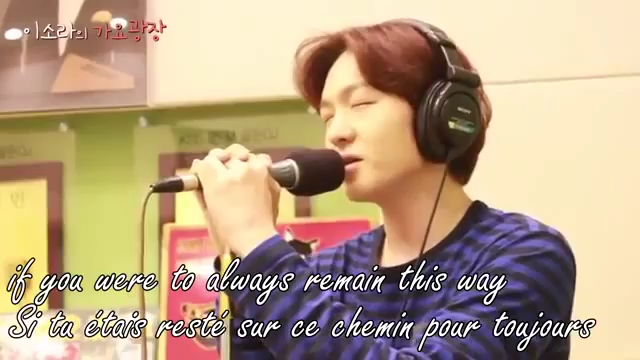 이소라의 가요광장
SONY
if you were to always remain this way
Si tu étais resté sur ce chemin pour toujours